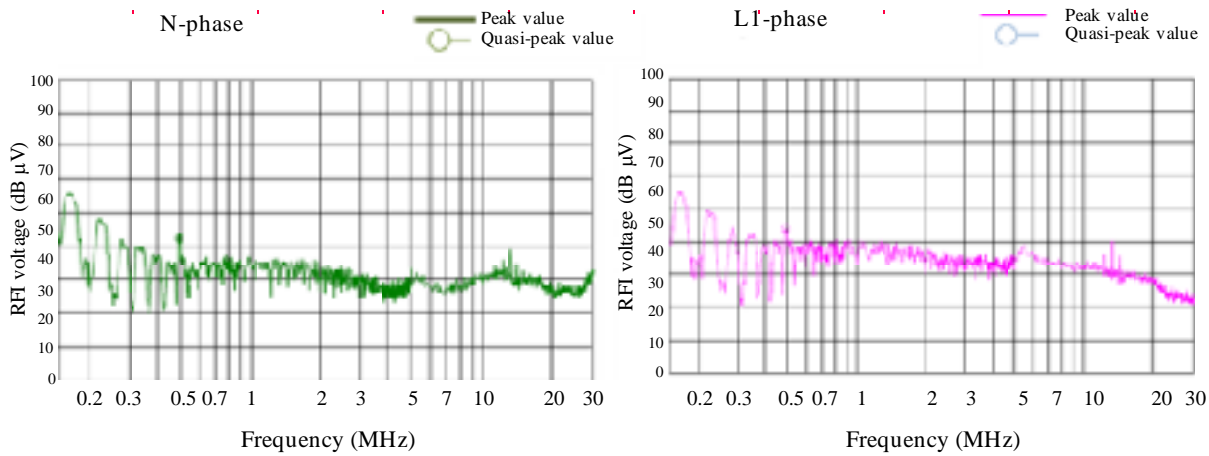 N-phase
Peak value
Quasi-peak value
RFI voltage (dB µV)
100
90
80
70
60
50
40
30
20
10
0
0.2 0.3 0.5 0.7 1 2 3 5 7 10 20 30
Frequency (MHz)
L1-phase
Peak value
Quasi-peak value
RFI voltage (dB µV)
100
90
80
70
60
50
40
30
20
10
0
0.2 0.3 0.5 0.7 1 2 3 5 7 10 20 30
Frequency (MHz)